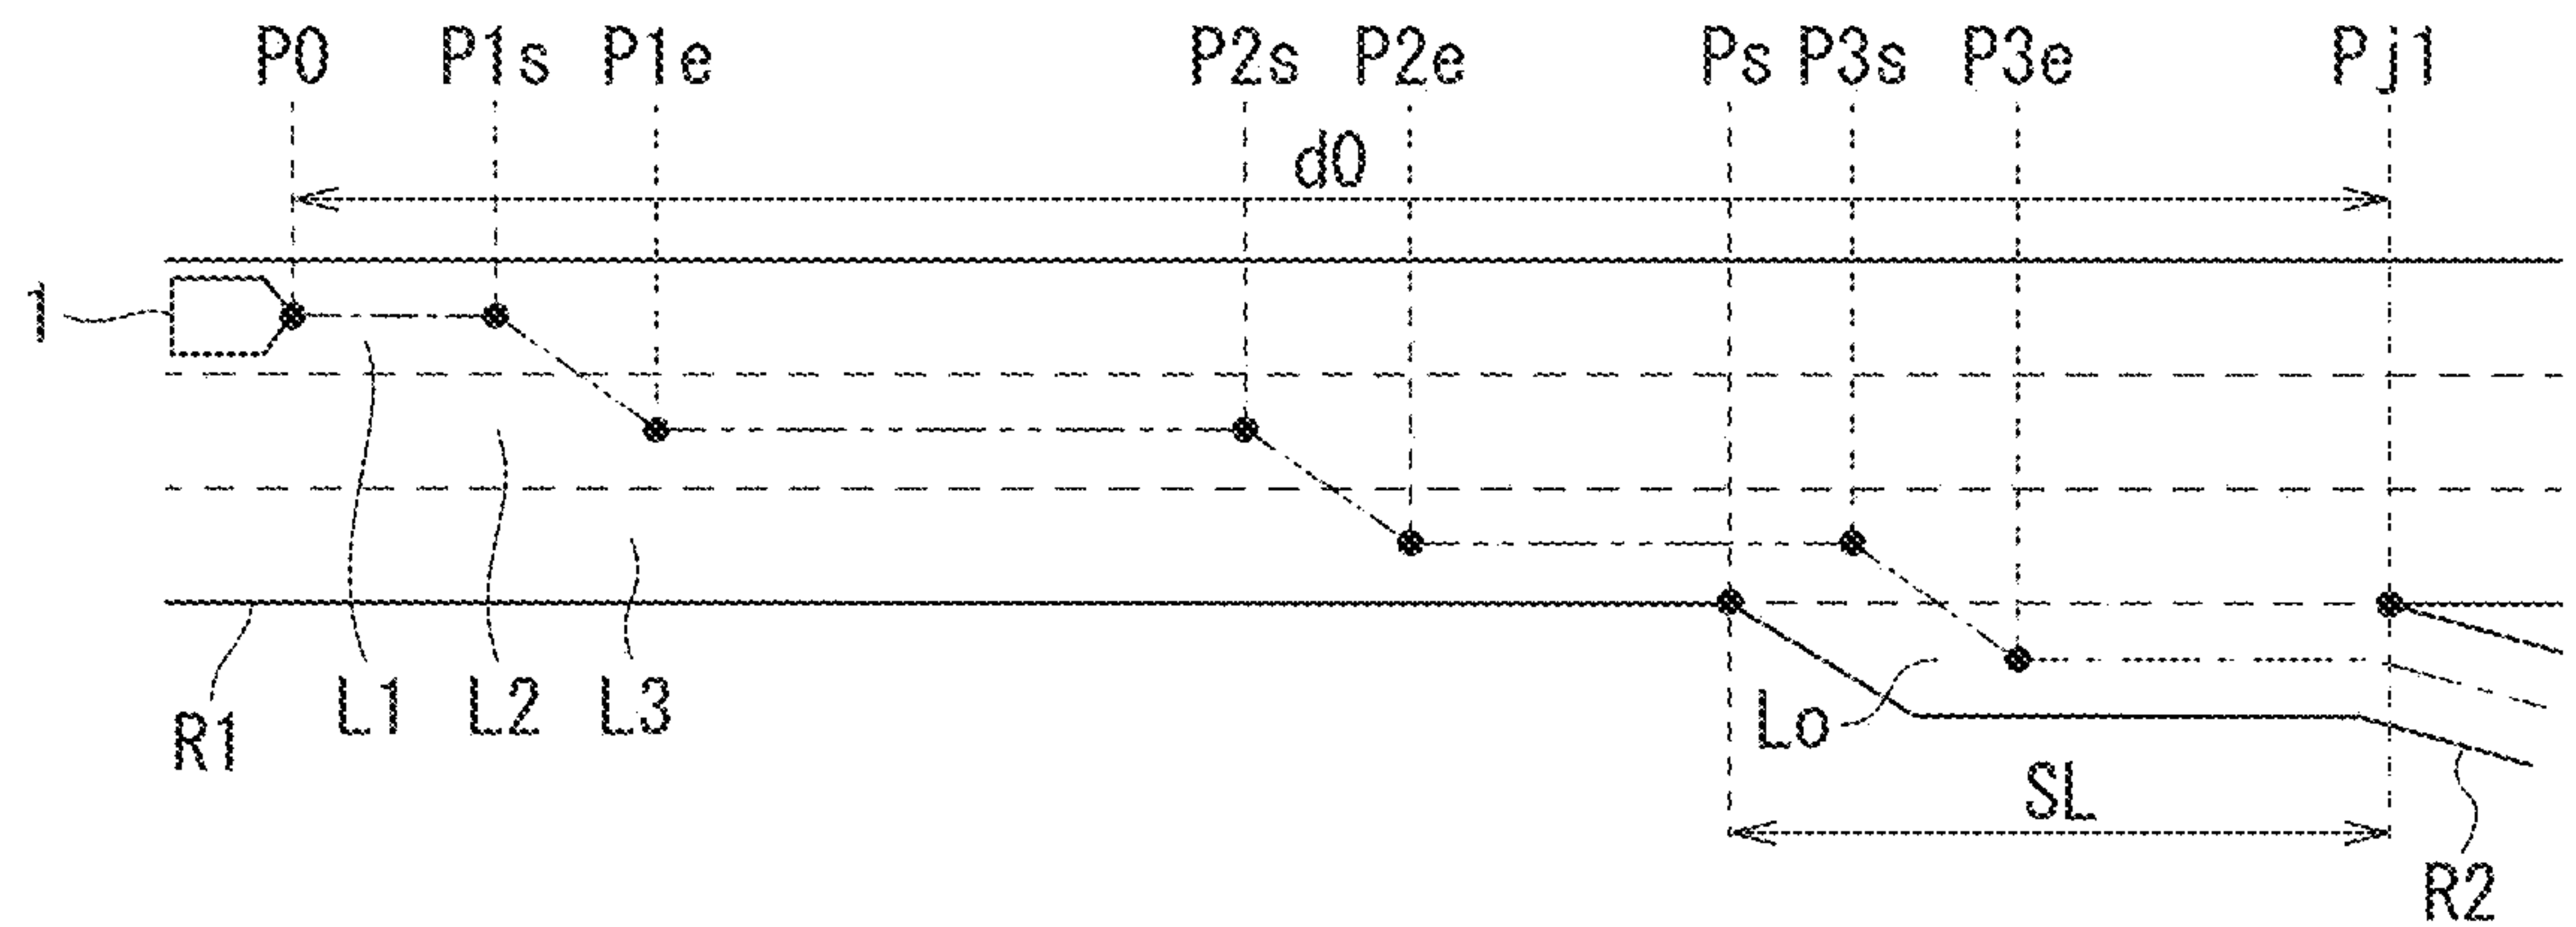 P0 P1s P1e P2s P2e Ps P3s P3e Pj1
d0
1
L1 L2 L3 Lo
R1
SL
R2